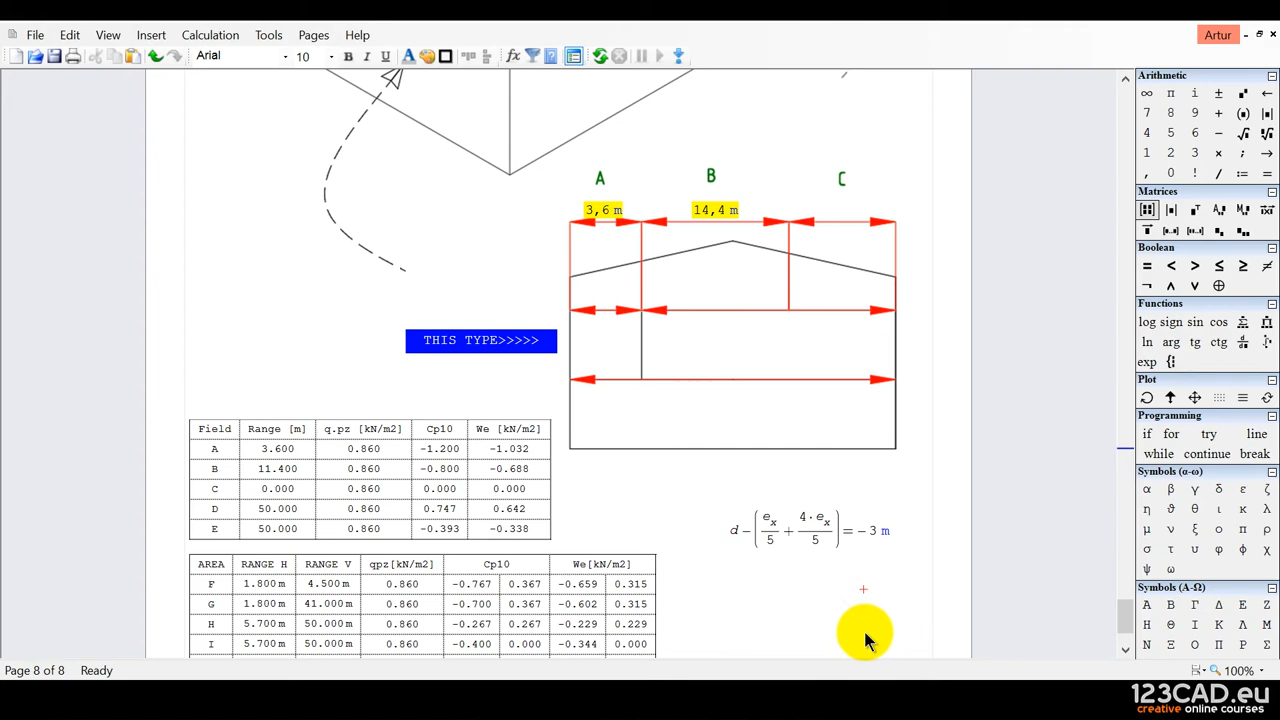 Artur
File Edit View Insert Calculation Tools Pages Help
Arial 10
A B C
3,6 m 14,4 m
THIS TYPE>>>>>
Field Range [m] q.pz [kN/m2] Cp10 We [kN/m2]
A 3.600 0.860 -1.200 -1.032
B 11.400 0.860 -0.800 -0.688
C 0.000 0.860 0.000 0.000
D 50.000 0.860 0.747 0.642
E 50.000 0.860 -0.393 -0.338
d - ( e x / 5 + 4 · e x / 5 ) = - 3 m
AREA RANGE H RANGE V qpz[kN/m2] Cp10 We[kN/m2]
F 1.800 m 4.500 m 0.860 -0.767 0.367 -0.659 0.315
G 1.800 m 41.000 m 0.860 -0.700 0.367 -0.602 0.315
H 5.700 m 50.000 m 0.860 -0.267 0.267 -0.229 0.229
I 5.700 m 50.000 m 0.860 -0.400 0.000 -0.344 0.000
Arithmetic
∞ π i ± ←
7 8 9 + (▪) |▪|
4 5 6 − √
1 2 3 × ; →
, 0 ! / := =
Matrices
Boolean
= < > ≤ ≥ ≠
¬ ∧ ∨ ⊕
Functions
log sign sin cos
ln arg tg ctg
exp
Plot
Programming
if for try line
while continue break
Symbols (α-ω)
α β γ δ ε ζ
η ϑ θ ι κ λ
μ ν ξ ο π ρ
σ τ υ φ χ
ψ ω
Symbols (Α-Ω)
Α Β Γ Δ Ε Ζ
Η Θ Ι Κ Λ Μ
Ν Ξ Ο Π Ρ Σ
Page 8 of 8 Ready 100%
123CAD.eu
creative online courses